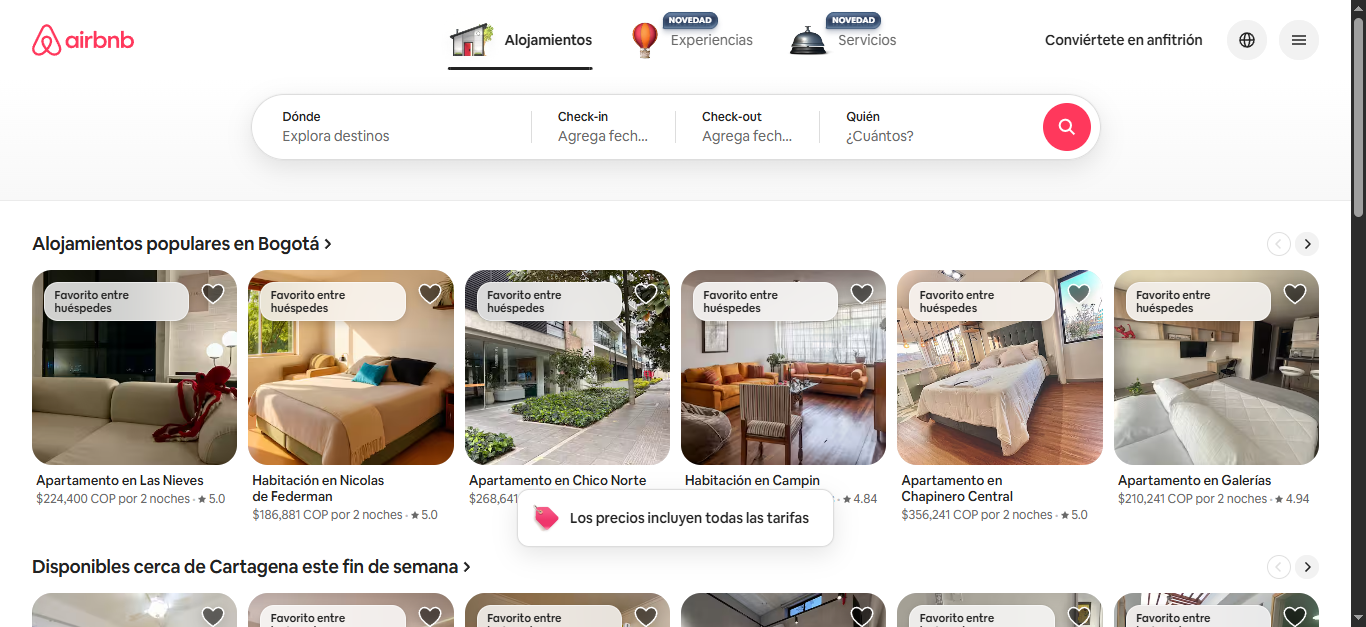 airbnb
Alojamientos
NOVEDAD
Experiencias
NOVEDAD
Servicios
Conviértete en anfitrión
Dónde
Explora destinos
Check-in
Agrega fech...
Check-out
Agrega fech...
Quién
¿Cuántos?
Alojamientos populares en Bogotá
Favorito entre
huéspedes
Favorito entre
huéspedes
Favorito entre
huéspedes
Favorito entre
huéspedes
Favorito entre
huéspedes
Favorito entre
huéspedes
Apartamento en Las Nieves
$224,400 COP por 2 noches · ★ 5.0
Habitación en Nicolas
de Federman
$186,881 COP por 2 noches · ★ 5.0
Apartamento en Chico Norte
$268,641
Habitación en Campin
· ★ 4.84
Apartamento en
Chapinero Central
$356,241 COP por 2 noches · ★ 5.0
Apartamento en Galerías
$210,241 COP por 2 noches · ★ 4.94
Los precios incluyen todas las tarifas
Disponibles cerca de Cartagena este fin de semana
Favorito entre
Favorito entre
Favorito entre
Favorito entre